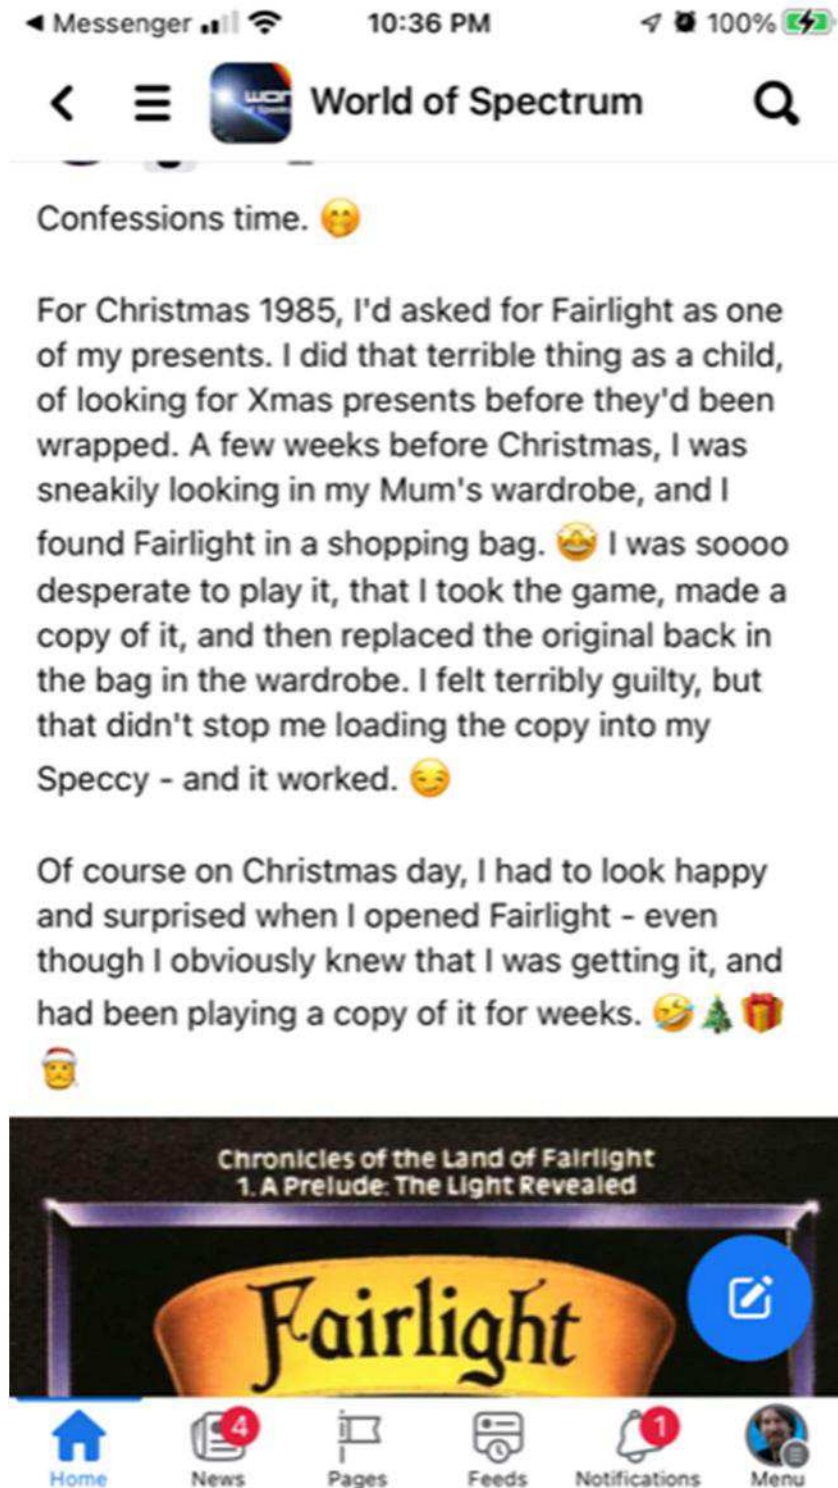 ◀ Messenger 10:36 PM 100%
World of Spectrum
Confessions time. 🤭
For Christmas 1985, I'd asked for Fairlight as one
of my presents. I did that terrible thing as a child,
of looking for Xmas presents before they'd been
wrapped. A few weeks before Christmas, I was
sneakily looking in my Mum's wardrobe, and I
found Fairlight in a shopping bag. 🤩 I was soooo
desperate to play it, that I took the game, made a
copy of it, and then replaced the original back in
the bag in the wardrobe. I felt terribly guilty, but
that didn't stop me loading the copy into my
Speccy - and it worked. 😏
Of course on Christmas day, I had to look happy
and surprised when I opened Fairlight - even
though I obviously knew that I was getting it, and
had been playing a copy of it for weeks. 🤣🎄🎁
🎅
Chronicles of the Land of Fairlight
1. A Prelude: The Light Revealed
Fairlight
4 1
Home News Pages Feeds Notifications Menu